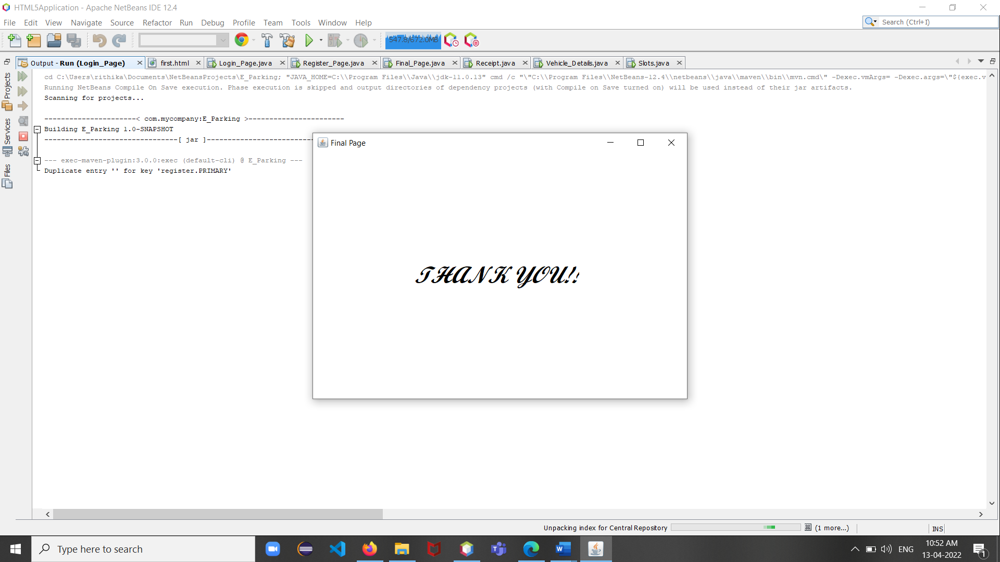 HTML5Application - Apache NetBeans IDE 12.4
File Edit View Navigate Source Refactor Run Debug Profile Team Tools Window Help
Search (Ctrl+I)
547.8/672.0MB
Output - Run (Login_Page) first.html Login_Page.java Register_Page.java Final_Page.java Receipt.java Vehicle_Details.java Slots.java
Projects
Services
Files
cd C:\Users\rithika\Documents\NetBeansProjects\E_Parking; "JAVA_HOME=C:\\Program Files\\Java\\jdk-11.0.13" cmd /c "\"C:\\Program Files\\NetBeans-12.4\\netbeans\\java\\maven\\bin\\mvn.cmd\" -Dexec.vmArgs= -Dexec.args=\"${exec.v
Running NetBeans Compile On Save execution. Phase execution is skipped and output directories of dependency projects (with Compile on Save turned on) will be used instead of their jar artifacts.
Scanning for projects...
----------------------< com.mycompany:E_Parking >-----------------------
Building E_Parking 1.0-SNAPSHOT
--------------------------------[ jar ]--------------------------
--- exec-maven-plugin:3.0.0:exec (default-cli) @ E_Parking ---
Duplicate entry '' for key 'register.PRIMARY'
Final Page
THANK YOU!!
Unpacking index for Central Repository
(1 more...)
INS
Type here to search
ENG
10:52 AM
13-04-2022
1